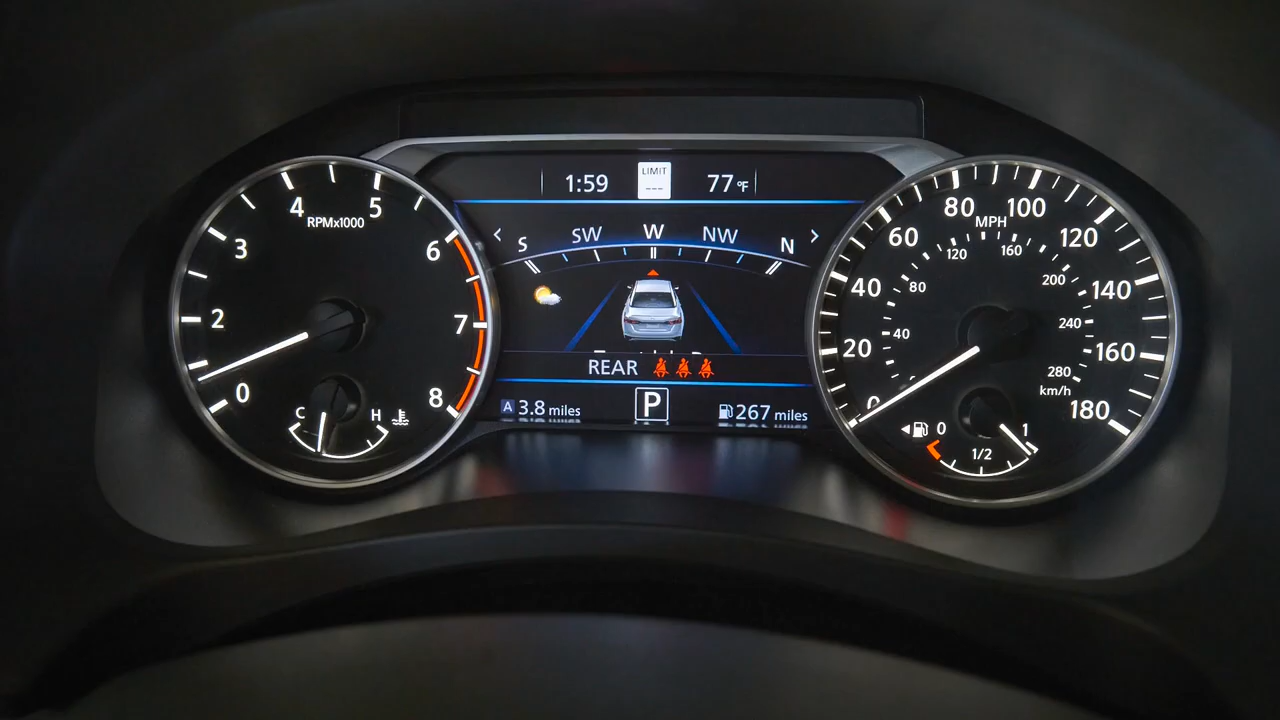 1:59
LIMIT
---
77°F
4
5
RPMx1000
3
6
2
7
0
8
C
H
S
SW
W
NW
N
REAR
A 3.8 miles
P
267 miles
80
100
MPH
60
120
120
160
40
80
200
140
20
40
240
160
280
km/h
0
180
0
1
1/2